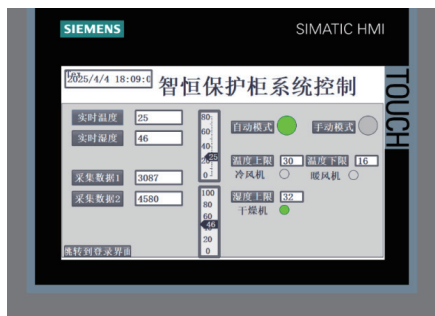 SIEMENS
SIMATIC HMI
TOUCH
2025/4/4 18:09:0
智恒保护柜系统控制
实时温度 25
实时湿度 46
采集数据1 3087
采集数据2 4580
80
60
40
25
0
100
80
60
46
20
0
自动模式
手动模式
温度上限 30 温度下限 16
冷风机 暖风机
湿度上限 32
干燥机
跳转到登录界面